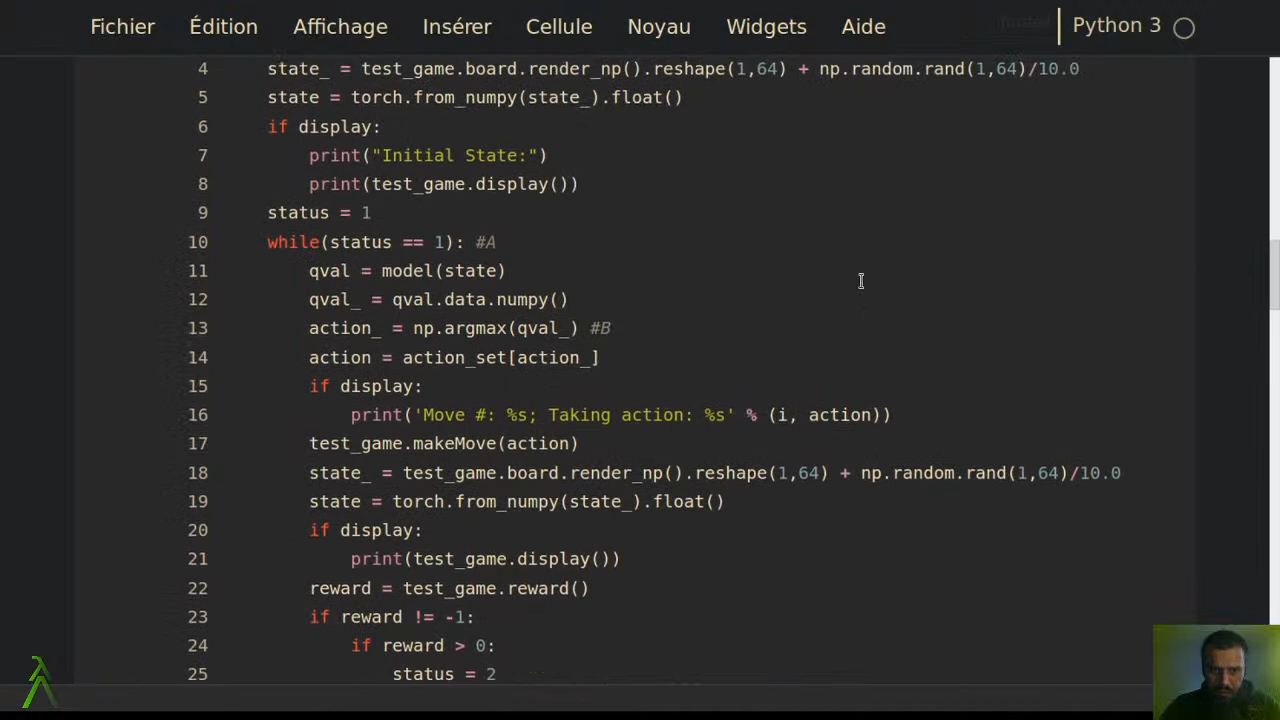 Fichier Édition Affichage Insérer Cellule Noyau Widgets Aide Python 3
4 state_ = test_game.board.render_np().reshape(1,64) + np.random.rand(1,64)/10.0
5 state = torch.from_numpy(state_).float()
6 if display:
7 print("Initial State:")
8 print(test_game.display())
9 status = 1
10 while(status == 1): #A
11 qval = model(state)
12 qval_ = qval.data.numpy()
13 action_ = np.argmax(qval_) #B
14 action = action_set[action_]
15 if display:
16 print('Move #: %s; Taking action: %s' % (i, action))
17 test_game.makeMove(action)
18 state_ = test_game.board.render_np().reshape(1,64) + np.random.rand(1,64)/10.0
19 state = torch.from_numpy(state_).float()
20 if display:
21 print(test_game.display())
22 reward = test_game.reward()
23 if reward != -1:
24 if reward > 0:
25 status = 2